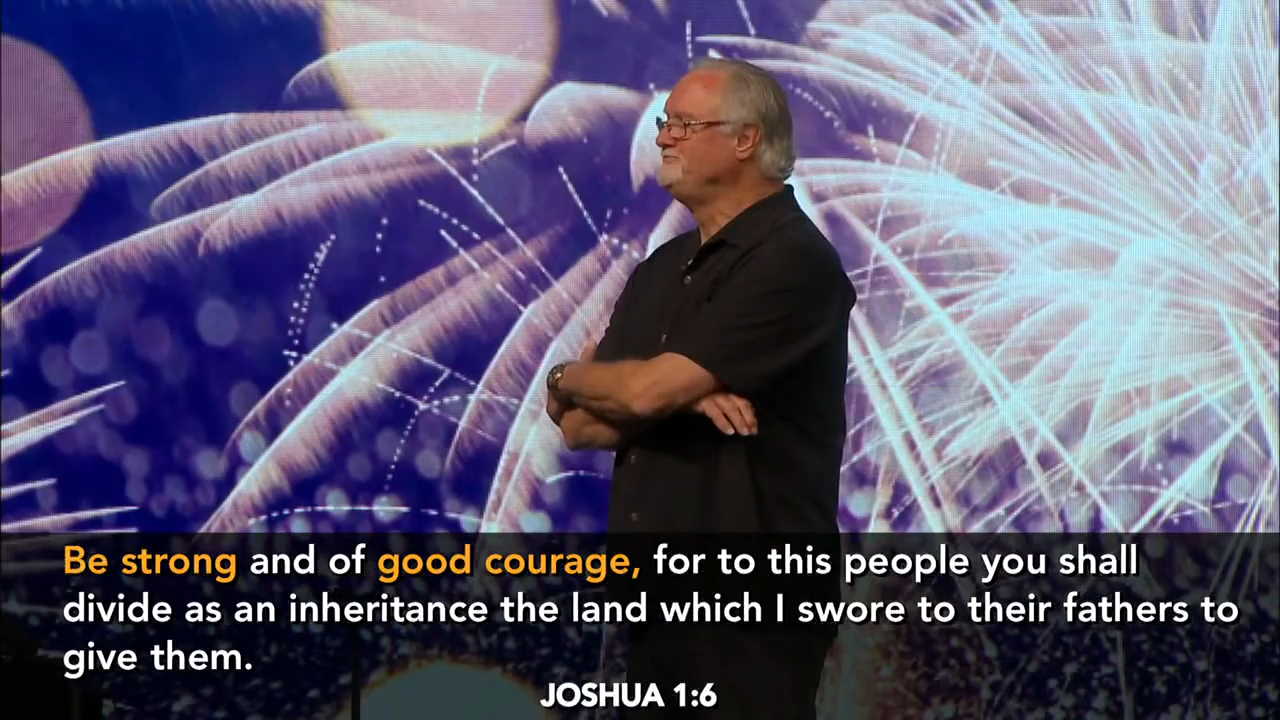 Be strong and of good courage, for to this people you shall
divide as an inheritance the land which I swore to their fathers to
give them.
JOSHUA 1:6